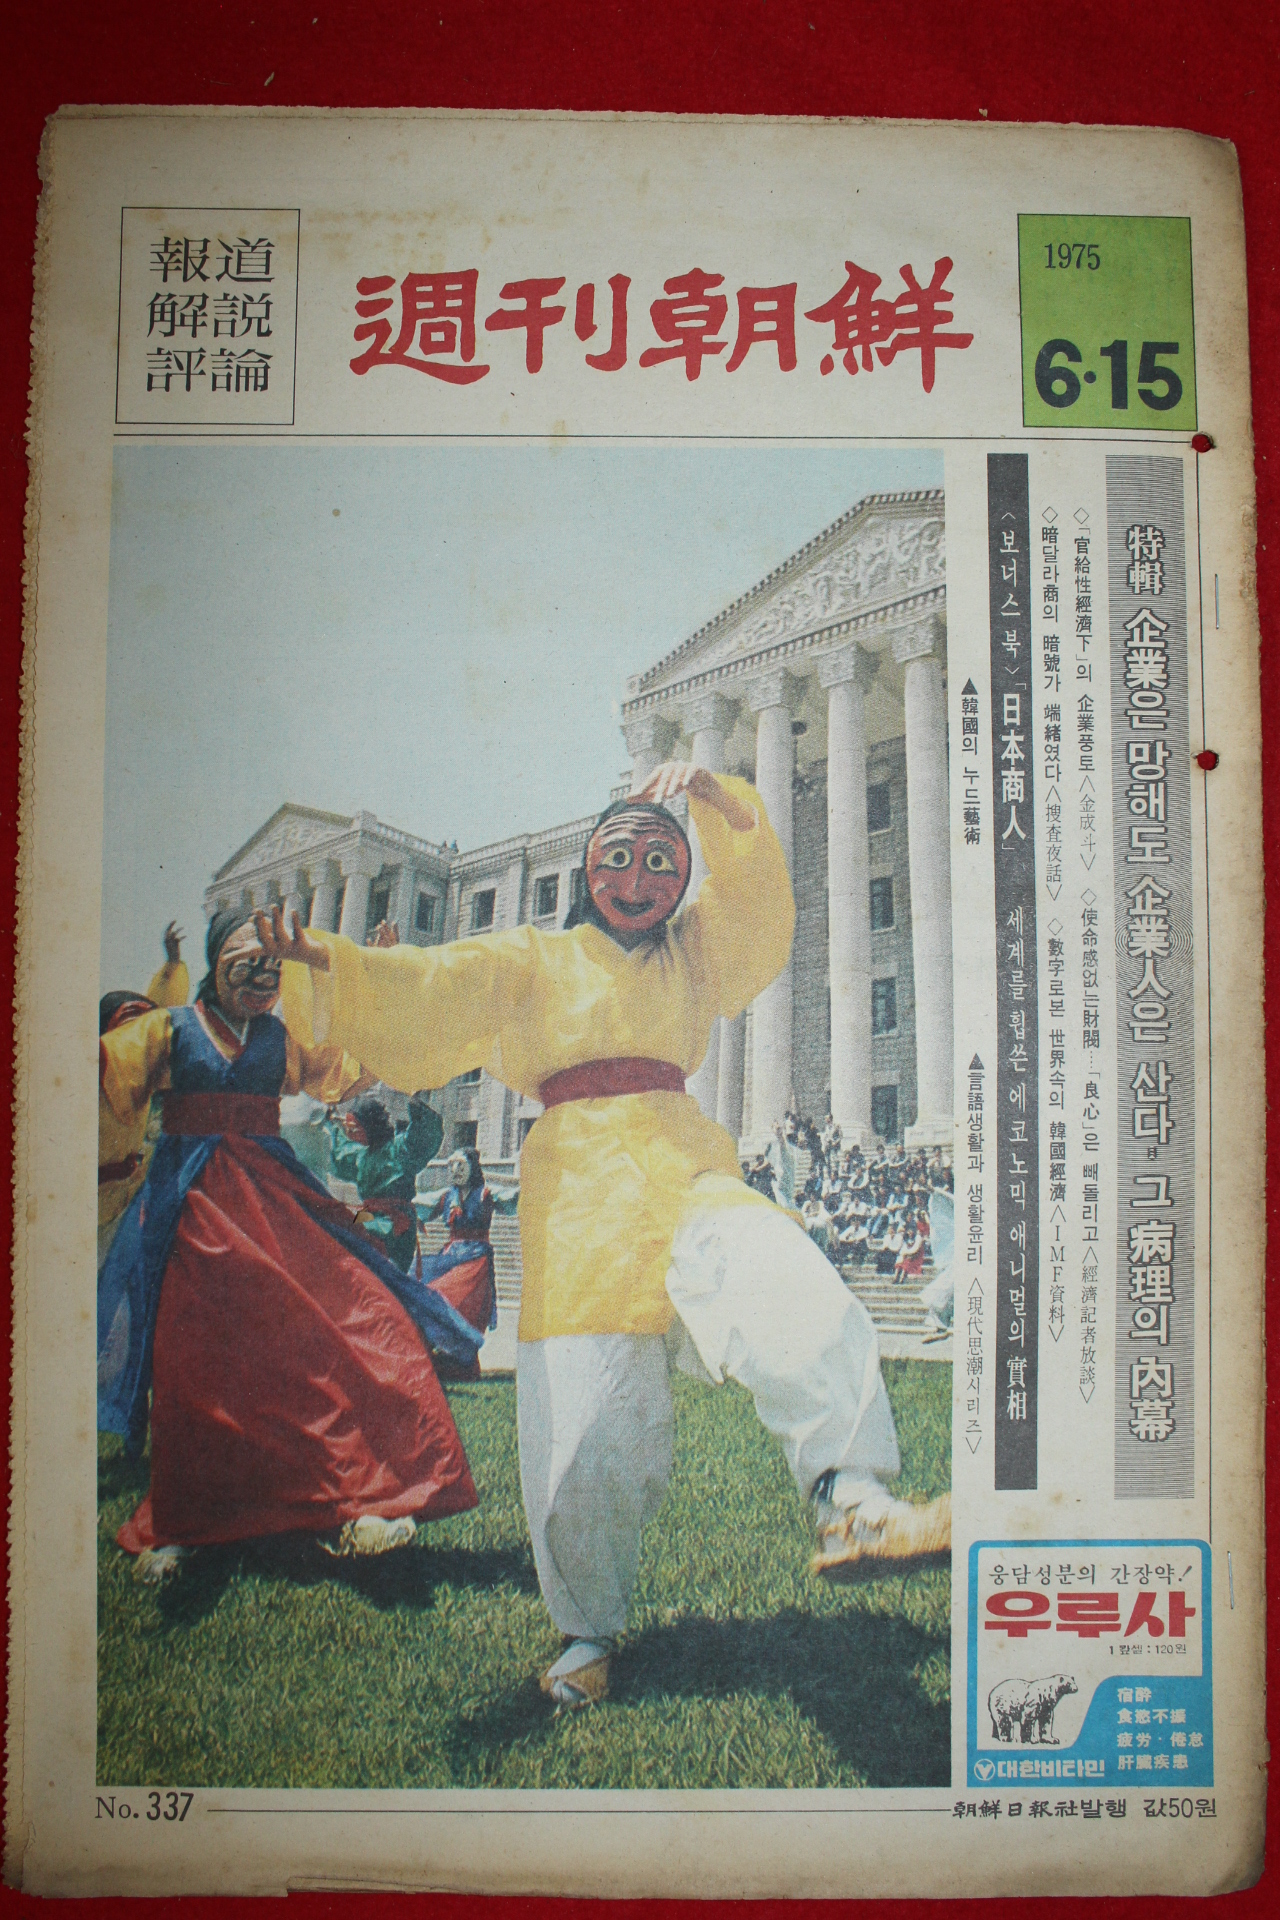 報道
解説
評論
週刊朝鮮
1975
6·15
特輯 企業은 망해도 企業人은 산다, 그 病理의 內幕
◇「官給性經濟下」의 企業풍토〈金成斗〉 ◇使命感없는 財閥…「良心」은 빼돌리고〈經濟記者放談〉
◇暗달라商의 暗號가 端緖였다〈搜査夜話〉 ◇數字로본 世界속의 韓國經濟〈IMF資料〉
〈보너스 북〉「日本商人」 세계를 휩쓴 에코노믹 애니멀의 實相
▲韓國의 누드藝術
▲言語생활과 생활윤리 〈現代思潮시리즈〉
웅담성분의 간장약!
우루사
1캎셀:120원
宿醉
食慾不振
疲労·倦怠
肝臓疾患
대한비타민
No.337
朝鮮日報社발행 값50원